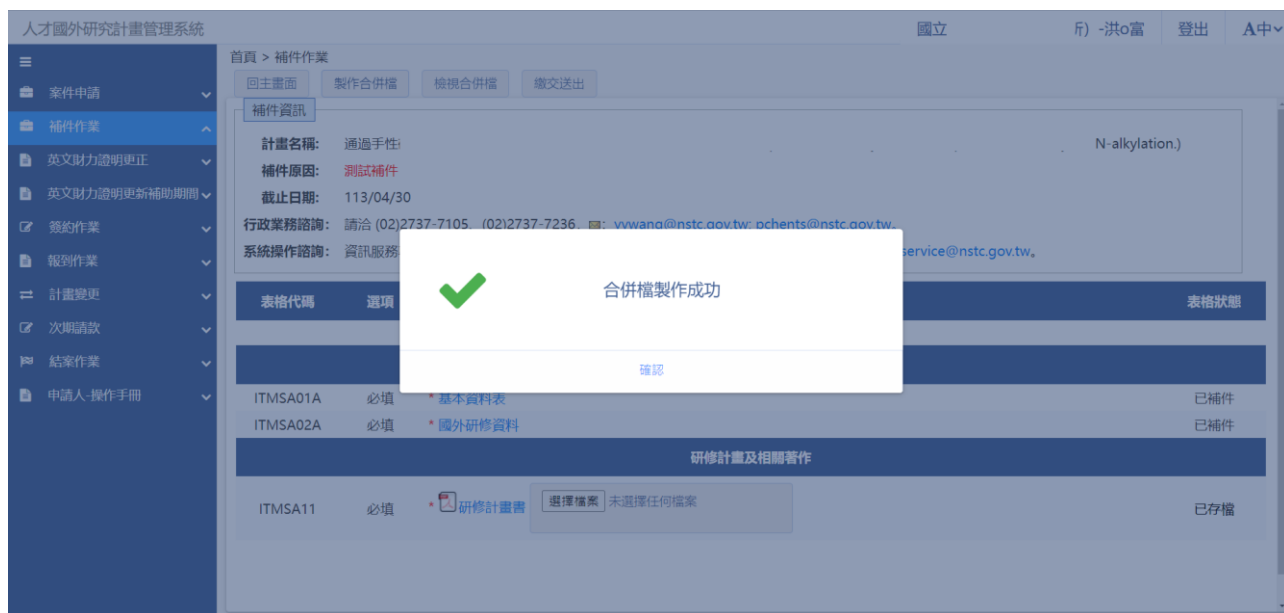 人才國外研究計畫管理系統 國立 所) -洪o富 登出 A中
首頁 > 補件作業
回主畫面 製作合併檔 檢視合併檔 繳交送出
案件申請
補件作業
英文財力證明更正
英文財力證明更新補助期間
簽約作業
報到作業
計畫變更
次期請款
結案作業
申請人-操作手冊
補件資訊
計畫名稱: 通過手性 N-alkylation.)
補件原因: 測試補件
截止日期: 113/04/30
行政業務諮詢: 請洽 (02)2737-7105, (02)2737-7236, : vvwang@nstc.gov.tw; pchents@nstc.gov.tw。
系統操作諮詢: 資訊服務 service@nstc.gov.tw。
合併檔製作成功
確認
表格代碼 選項 表格狀態
ITMSA01A 必填 * 基本資料表 已補件
ITMSA02A 必填 * 國外研修資料 已補件
研修計畫及相關著作
ITMSA11 必填 * 研修計畫書 選擇檔案 未選擇任何檔案 已存檔